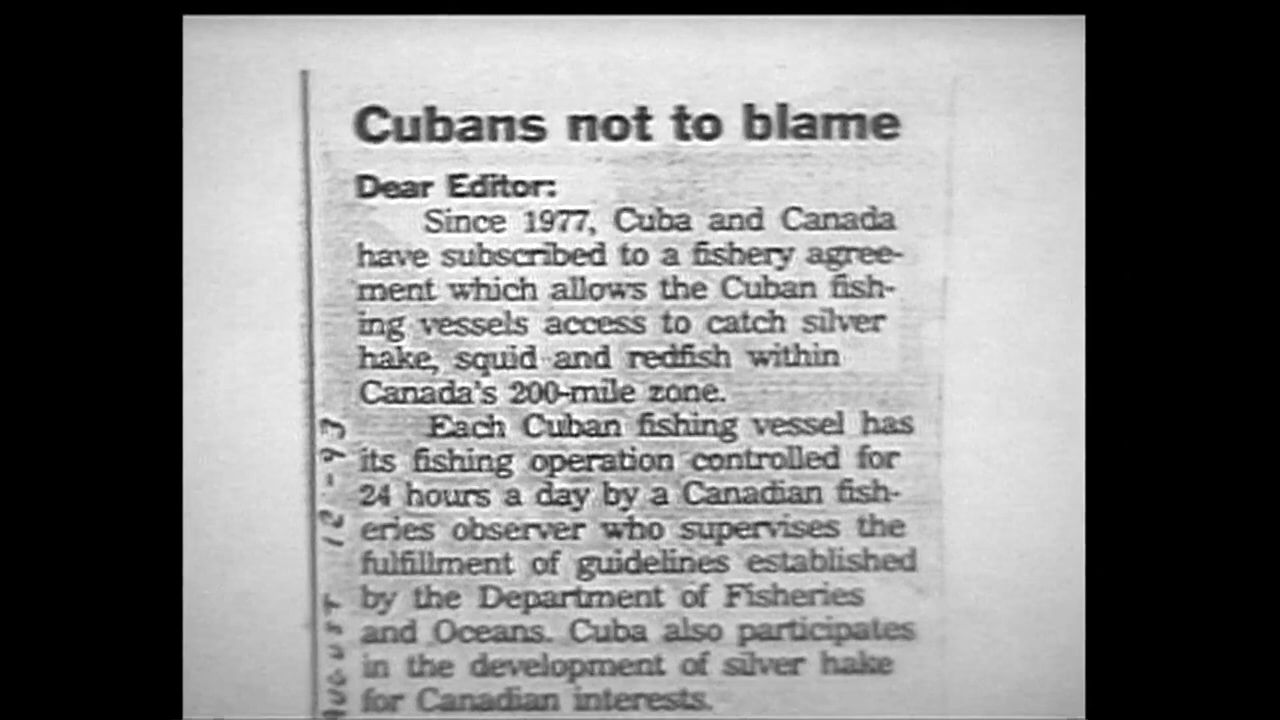 Cubans not to blame
Dear Editor:
Since 1977, Cuba and Canada
have subscribed to a fishery agree-
ment which allows the Cuban fish-
ing vessels access to catch silver
hake, squid and redfish within
Canada's 200-mile zone.
Each Cuban fishing vessel has
its fishing operation controlled for
24 hours a day by a Canadian fish-
eries observer who supervises the
fulfillment of guidelines established
by the Department of Fisheries
and Oceans. Cuba also participates
in the development of silver hake
for Canadian interests.
AUGUST 12-93